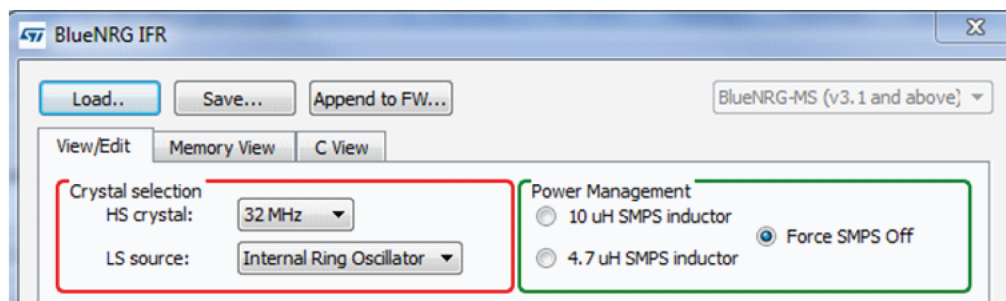 BlueNRG IFR
Load.. Save... Append to FW... BlueNRG-MS (v3.1 and above)
View/Edit Memory View C View
Crystal selection Power Management
HS crystal: 32 MHz 10 uH SMPS inductor
Force SMPS Off
LS source: Internal Ring Oscillator 4.7 uH SMPS inductor